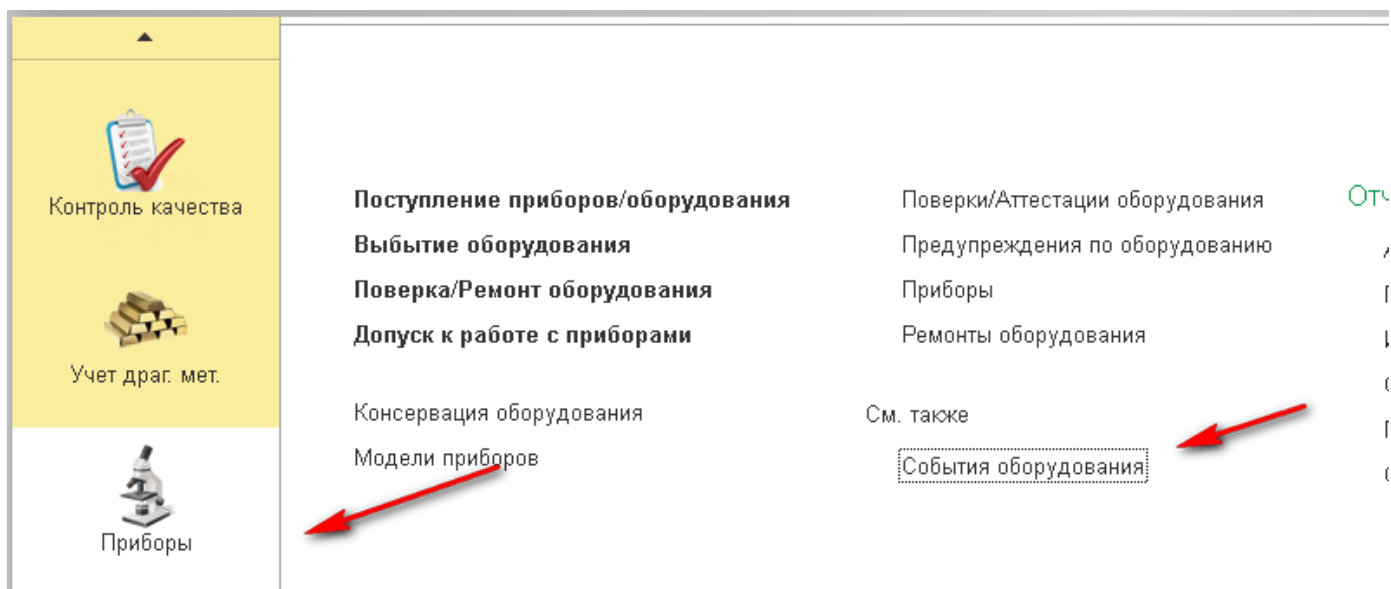 Контроль качества
Учет драг. мет.
Приборы
Поступление приборов/оборудования
Выбытие оборудования
Поверка/Ремонт оборудования
Допуск к работе с приборами
Консервация оборудования
Модели приборов
Поверки/Аттестации оборудования
Предупреждения по оборудованию
Приборы
Ремонты оборудования
См. также
События оборудования